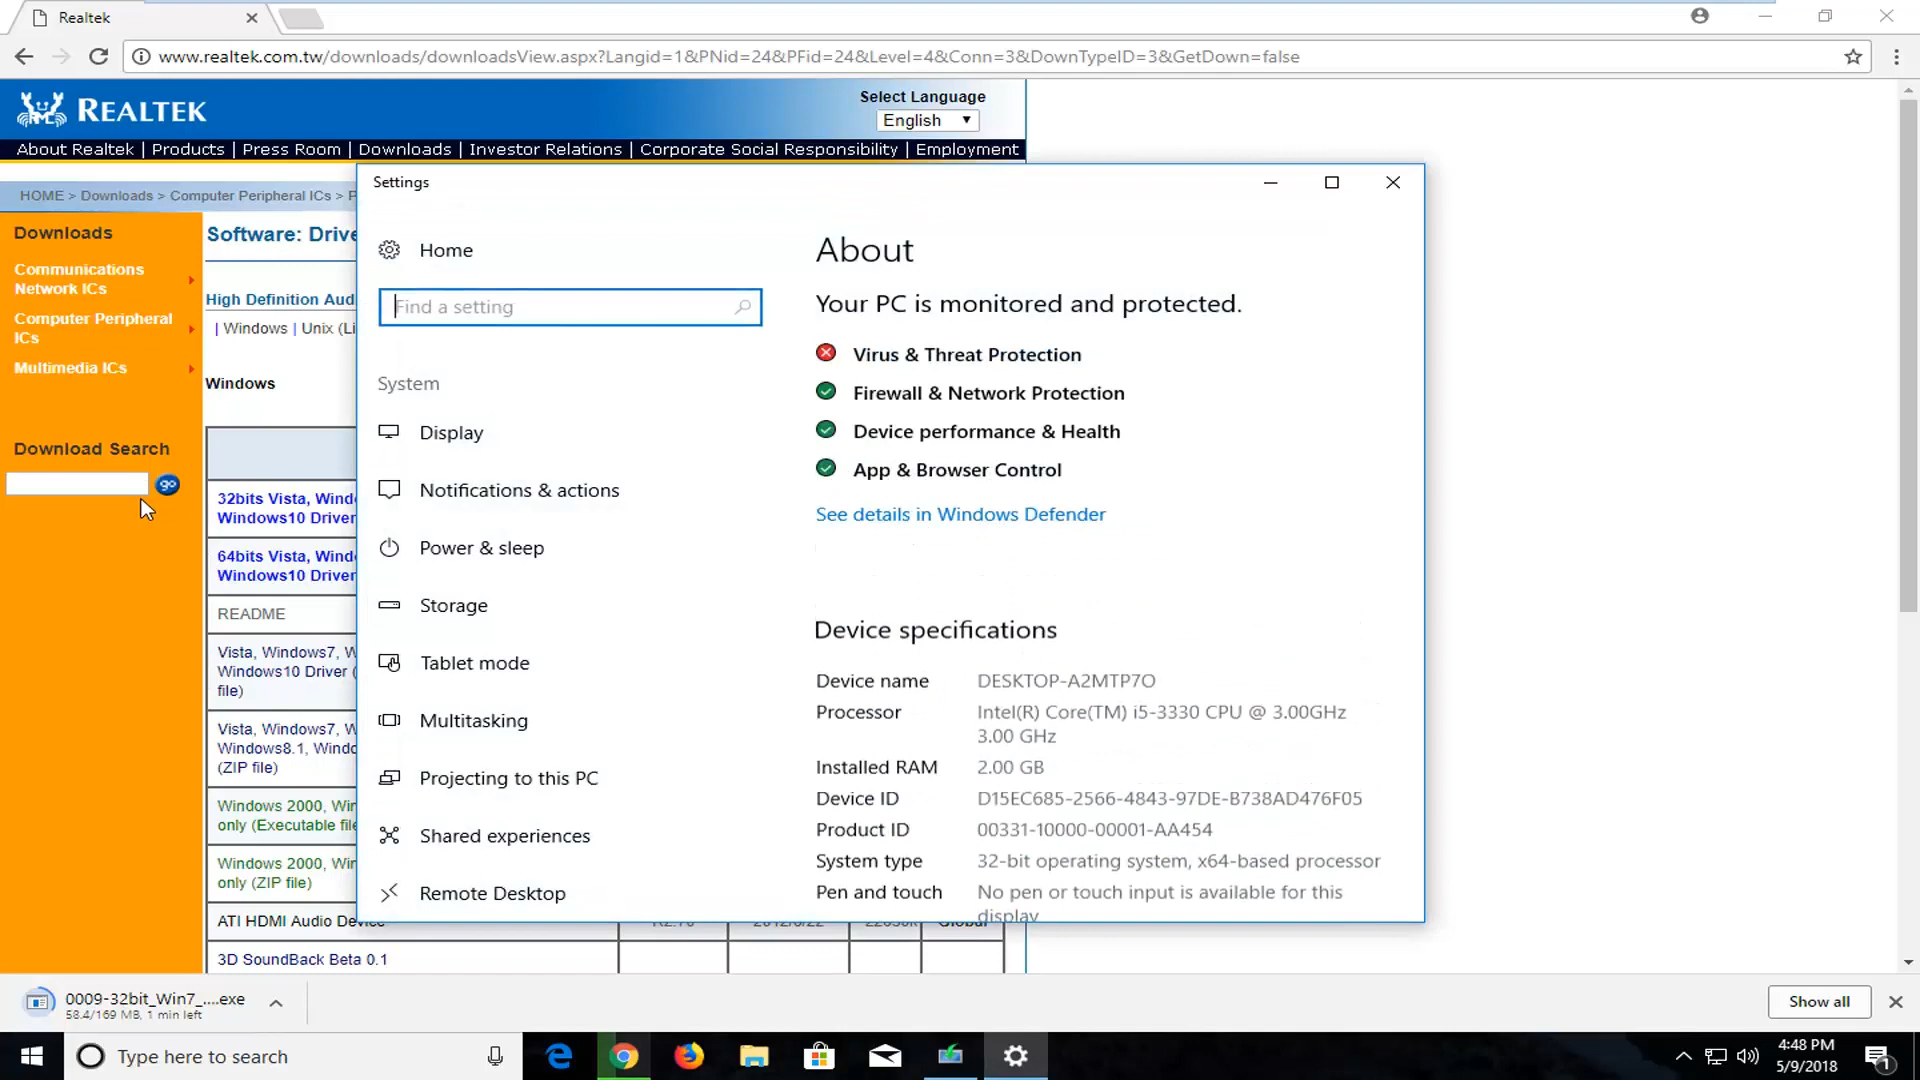 Realtek
www.realtek.com.tw/downloads/downloadsView.aspx?Langid=1&PNid=24&PFid=24&Level=4&Conn=3&DownTypeID=3&GetDown=false
REALTEK
Select Language
English
About Realtek | Products | Press Room | Downloads | Investor Relations | Corporate Social Responsibility | Employment
HOME > Downloads > Computer Peripheral ICs >
Downloads
Communications
Network ICs
Computer Peripheral
ICs
Multimedia ICs
Download Search
go
Software: Drive
High Definition Aud
| Windows | Unix (Li
Windows
32bits Vista, Wind
Windows10 Driver
64bits Vista, Wind
Windows10 Driver
README
Vista, Windows7, W
Windows10 Driver (
file)
Vista, Windows7,
Windows8.1, Windo
(ZIP file)
Windows 2000, Wir
only (Executable file
Windows 2000, Wir
only (ZIP file)
ATI HDMI Audio Device
3D SoundBack Beta 0.1
Settings
Home
Find a setting
System
Display
Notifications & actions
Power & sleep
Storage
Tablet mode
Multitasking
Projecting to this PC
Shared experiences
Remote Desktop
About
Your PC is monitored and protected.
Virus & Threat Protection
Firewall & Network Protection
Device performance & Health
App & Browser Control
See details in Windows Defender
Device specifications
Device name DESKTOP-A2MTP7O
Processor Intel(R) Core(TM) i5-3330 CPU @ 3.00GHz
3.00 GHz
Installed RAM 2.00 GB
Device ID D15EC685-2566-4843-97DE-B738AD476F05
Product ID 00331-10000-00001-AA454
System type 32-bit operating system, x64-based processor
Pen and touch No pen or touch input is available for this
display
0009-32bit_Win7_....exe
58.4/169 MB, 1 min left
Show all
Type here to search
4:48 PM
5/9/2018
1